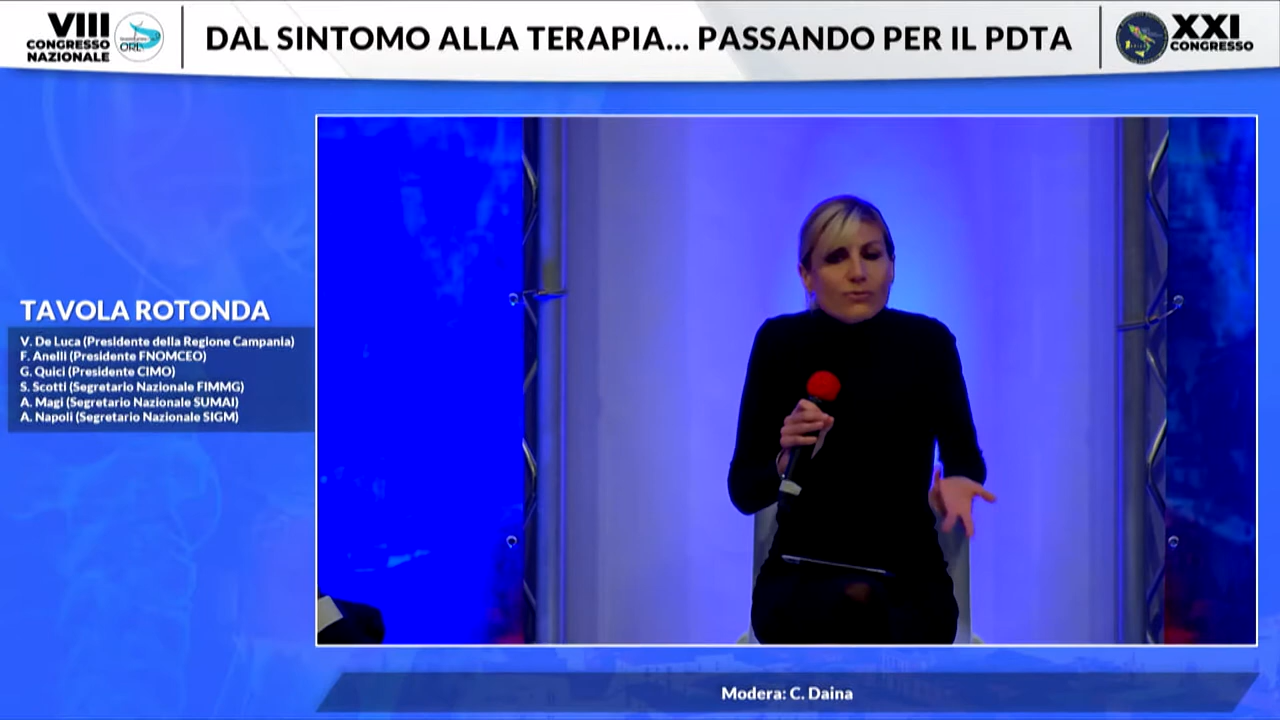 VIII
CONGRESSO
NAZIONALE
ORL
DAL SINTOMO ALLA TERAPIA... PASSANDO PER IL PDTA
XXI
CONGRESSO
TAVOLA ROTONDA
V. De Luca (Presidente della Regione Campania)
F. Anelli (Presidente FNOMCEO)
G. Quici (Presidente CIMO)
S. Scotti (Segretario Nazionale FIMMG)
A. Magi (Segretario Nazionale SUMAI)
A. Napoli (Segretario Nazionale SIGM)
Modera: C. Daina